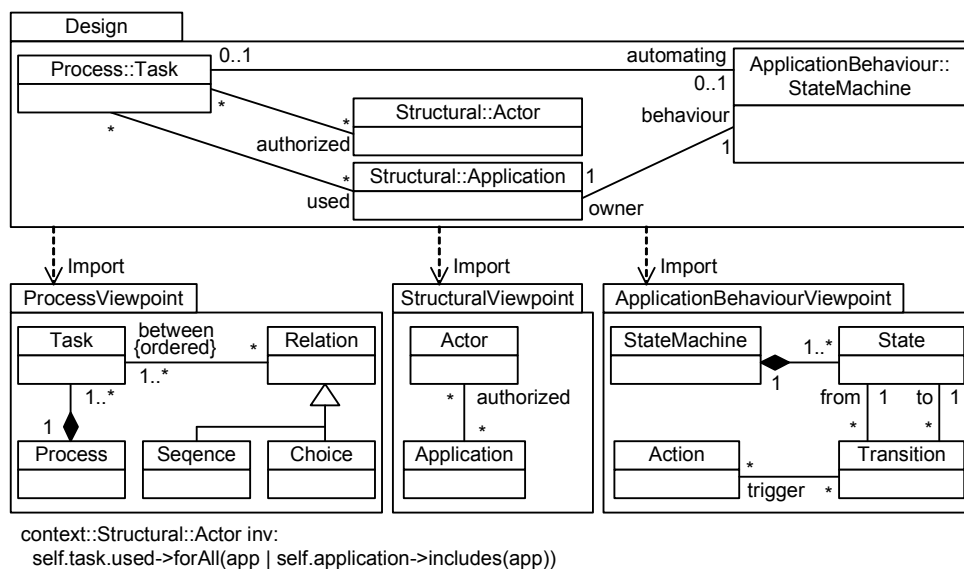 Design
Process::Task
0..1
automating
0..1
ApplicationBehaviour::
StateMachine
*
*
authorized
Structural::Actor
behaviour
1
*
*
used
Structural::Application
1
owner
Import
Import
Import
ProcessViewpoint
Task
between
{ordered}
*
1..*
Relation
1..*
1
Process
Seqence
Choice
StructuralViewpoint
Actor
*
authorized
*
Application
ApplicationBehaviourViewpoint
StateMachine
1..*
1
State
from
1
to
1
*
*
Action
*
trigger
*
Transition
context::Structural::Actor inv:
self.task.used->forAll(app | self.application->includes(app))